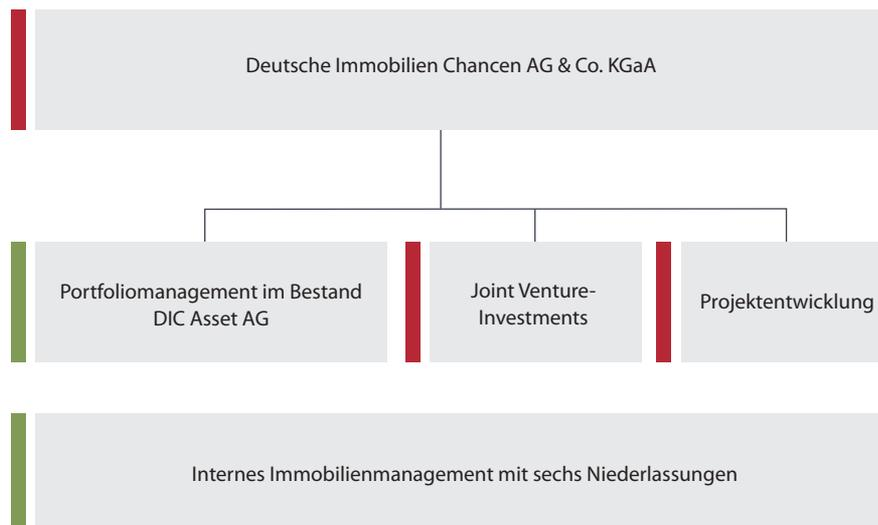 Deutsche Immobilien Chancen AG & Co. KGaA
Portfoliomanagement im Bestand
DIC Asset AG
Joint Venture-
Investments
Projektentwicklung
Internes Immobilienmanagement mit sechs Niederlassungen